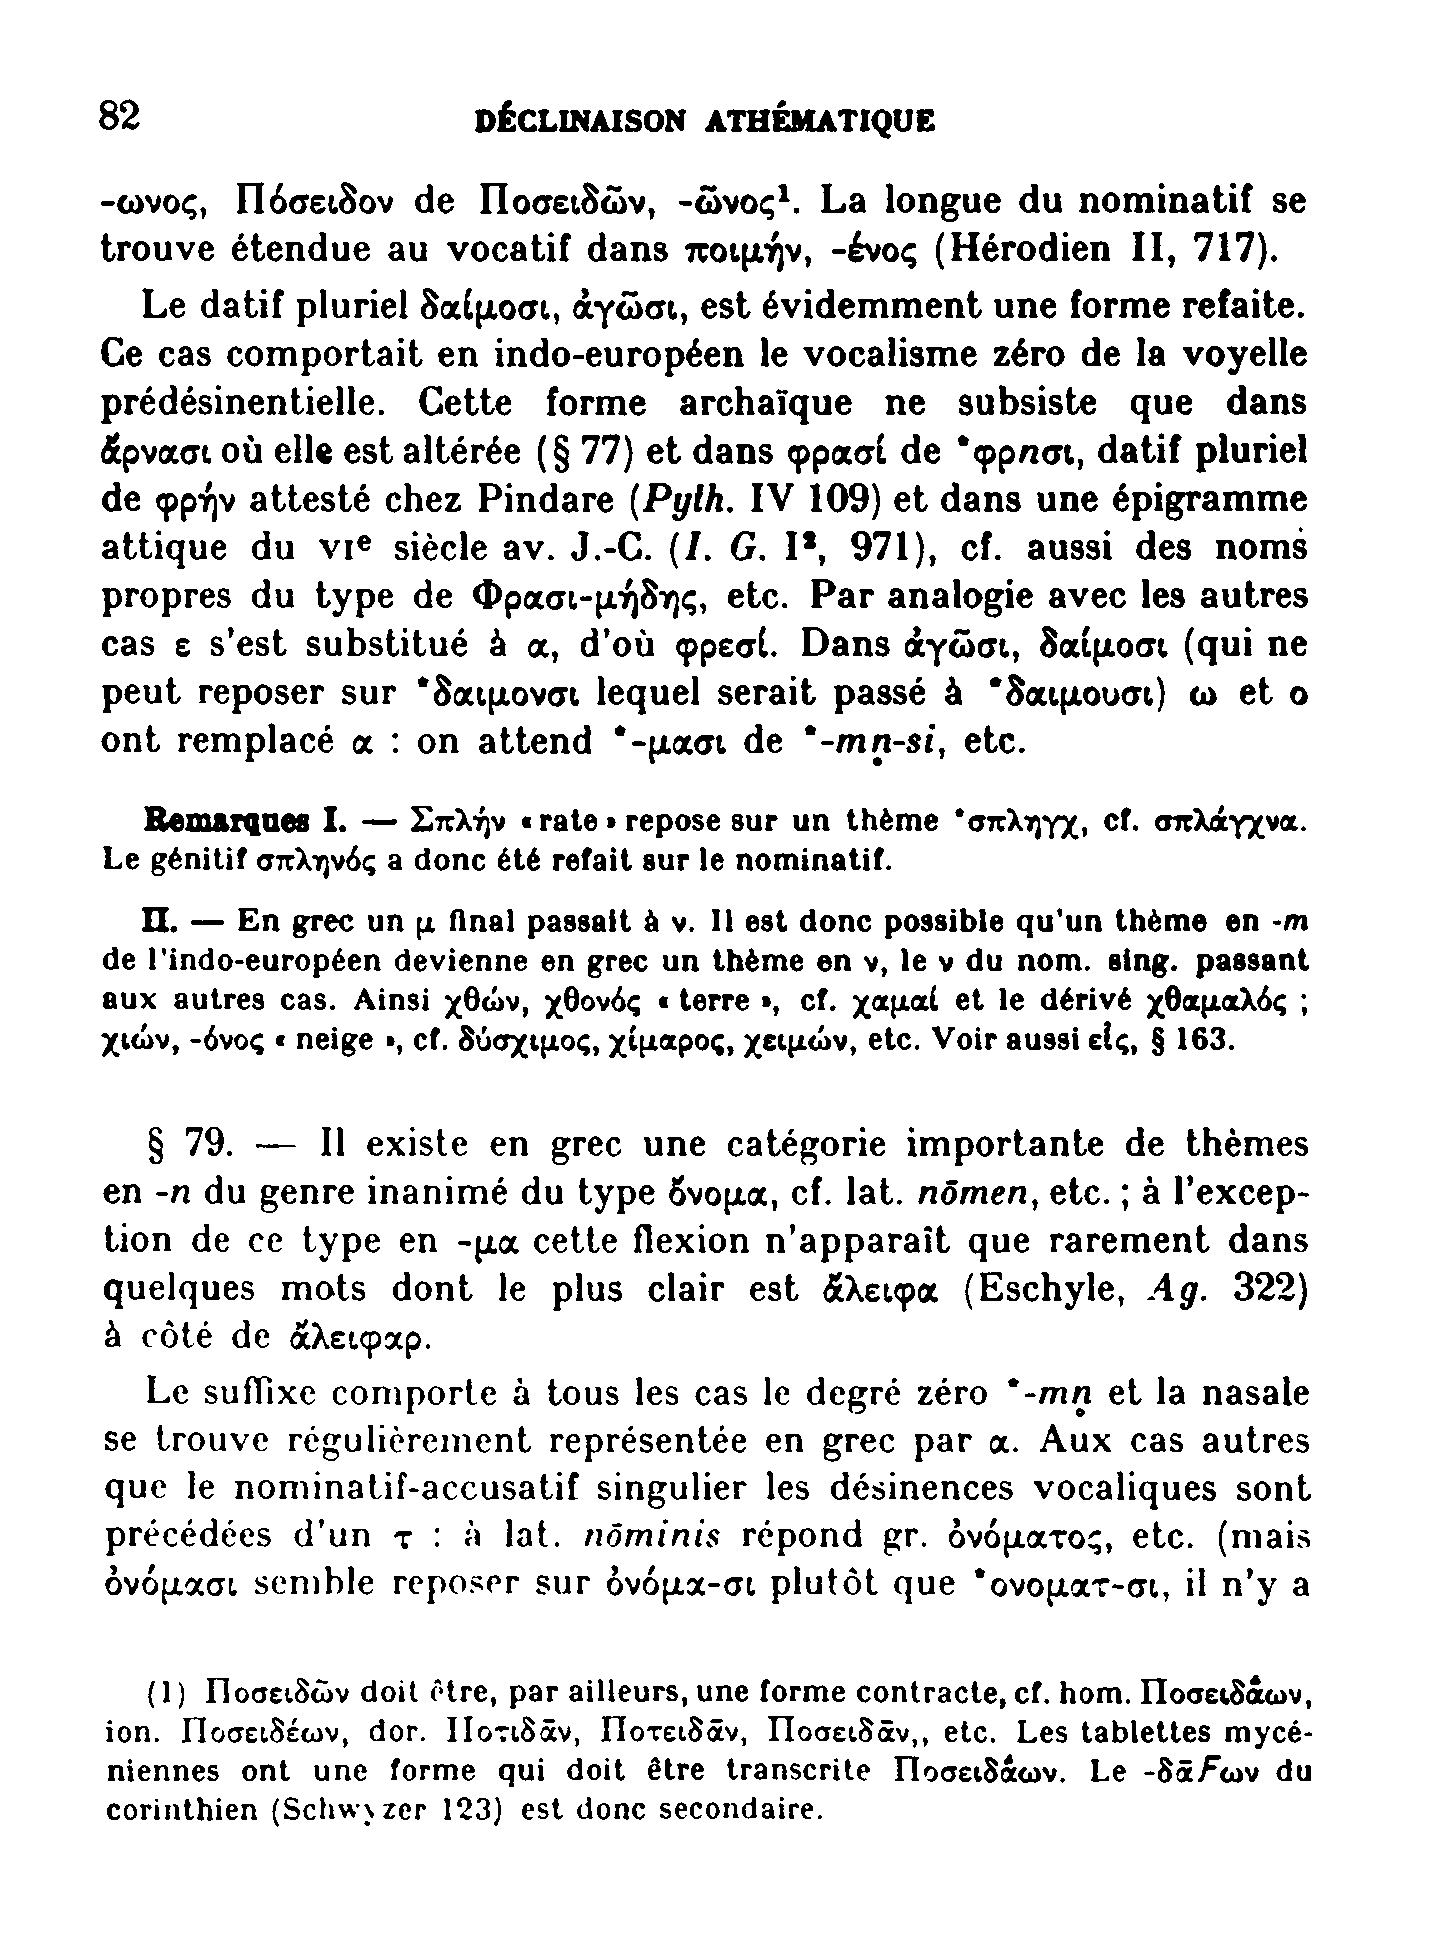 82
DÉCLINAISON ATHÉMATIQUE
-ωνος, Πόσειδον de Ποσειδῶν, -ῶνος¹. La longue du nominatif se
trouve étendue au vocatif dans ποιμήν, -ένος (Hérodien II, 717).
Le datif pluriel δαίμοσι, ἀγῶσι, est évidemment une forme refaite.
Ce cas comportait en indo-européen le vocalisme zéro de la voyelle
prédésinentielle. Cette forme archaïque ne subsiste que dans
ἄρνασι où elle est altérée (§ 77) et dans φρασί de *φρnσι, datif pluriel
de φρήν attesté chez Pindare (Pyth. IV 109) et dans une épigramme
attique du VIe siècle av. J.-C. (I. G. I², 971), cf. aussi des noms
propres du type de Φρασι-μήδης, etc. Par analogie avec les autres
cas ε s'est substitué à α, d'où φρεσί. Dans ἀγῶσι, δαίμοσι (qui ne
peut reposer sur *δαιμονσι lequel serait passé à *δαιμουσι) ω et ο
ont remplacé α : on attend *-μασι de *-mṇ-si, etc.
Remarques I. — Σπλήν « rate » repose sur un thème *σπληγχ, cf. σπλάγχνα.
Le génitif σπληνός a donc été refait sur le nominatif.
II. — En grec un μ final passait à ν. Il est donc possible qu'un thème en -m
de l'indo-européen devienne en grec un thème en ν, le ν du nom. sing. passant
aux autres cas. Ainsi χθών, χθονός « terre », cf. χαμαί et le dérivé χθαμαλός ;
χιών, -όνος « neige », cf. δύσχιμος, χίμαρος, χειμών, etc. Voir aussi εἷς, § 163.
§ 79. — Il existe en grec une catégorie importante de thèmes
en -n du genre inanimé du type ὄνομα, cf. lat. nōmen, etc. ; à l'excep-
tion de ce type en -μα cette flexion n'apparaît que rarement dans
quelques mots dont le plus clair est ἄλειφα (Eschyle, Ag. 322)
à côté de ἄλειφαρ.
Le suffixe comporte à tous les cas le degré zéro *-mṇ et la nasale
se trouve régulièrement représentée en grec par α. Aux cas autres
que le nominatif-accusatif singulier les désinences vocaliques sont
précédées d'un τ : à lat. nōminis répond gr. ὀνόματος, etc. (mais
ὀνόμασι semble reposer sur ὀνόμα-σι plutôt que *ονοματ-σι, il n'y a
(1) Ποσειδῶν doit être, par ailleurs, une forme contracte, cf. hom. Ποσειδά̄ων,
ion. Ποσειδέων, dor. Ποτιδᾶν, Ποτειδᾶν, Ποσειδᾶν,, etc. Les tablettes mycé-
niennes ont une forme qui doit être transcrite Ποσειδά̄ων. Le -δᾱϝων du
corinthien (Schwyzer 123) est donc secondaire.